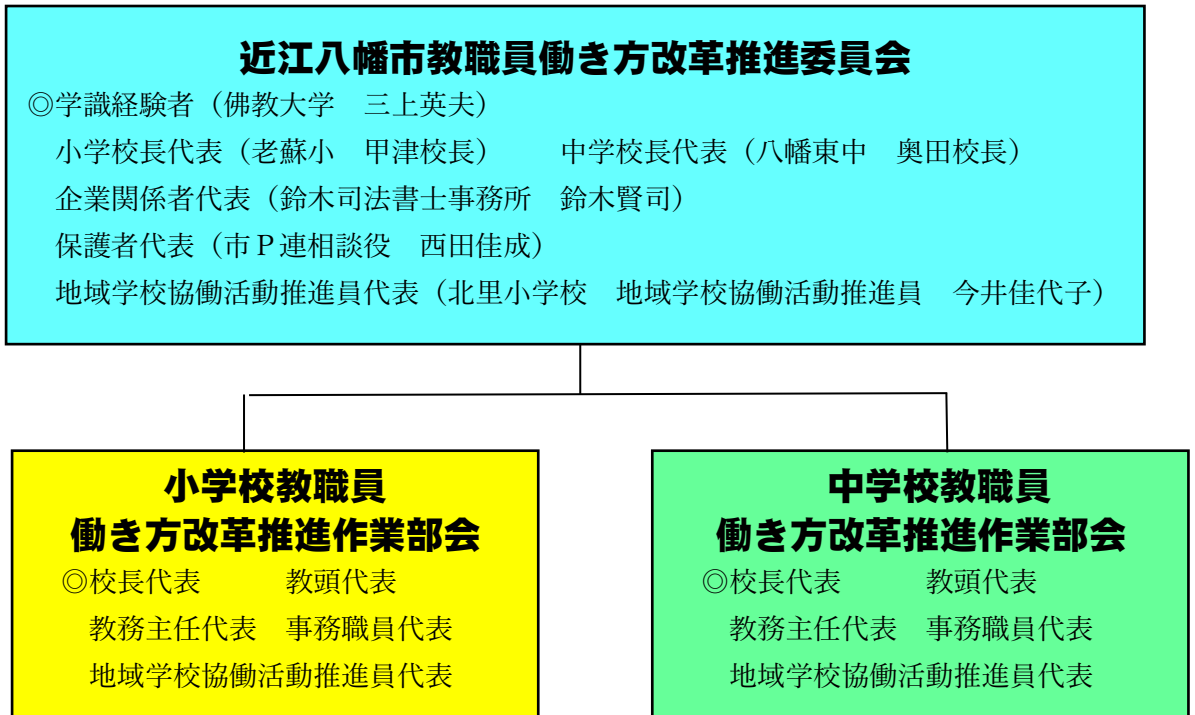 近江八幡市教職員働き方改革推進委員会
◎学識経験者（佛教大学　三上英夫）
小学校長代表（老蘇小　甲津校長）　　中学校長代表（八幡東中　奥田校長）
企業関係者代表（鈴木司法書士事務所　鈴木賢司）
保護者代表（市Ｐ連相談役　西田佳成）
地域学校協働活動推進員代表（北里小学校　地域学校協働活動推進員　今井佳代子）
小学校教職員
働き方改革推進作業部会
◎校長代表　　　教頭代表
教務主任代表　事務職員代表
地域学校協働活動推進員代表
中学校教職員
働き方改革推進作業部会
◎校長代表　　　教頭代表
教務主任代表　事務職員代表
地域学校協働活動推進員代表